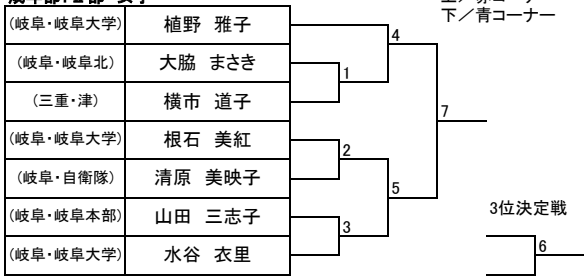 下／青コーナー
(岐阜・岐阜大学) 植野 雅子
(岐阜・岐阜北) 大脇 まさき
(三重・津) 横市 道子
(岐阜・岐阜大学) 根石 美紅
(岐阜・自衛隊) 清原 美映子
(岐阜・岐阜本部) 山田 三志子
(岐阜・岐阜大学) 水谷 衣里
4
1
7
2
5
3
3位決定戦
6